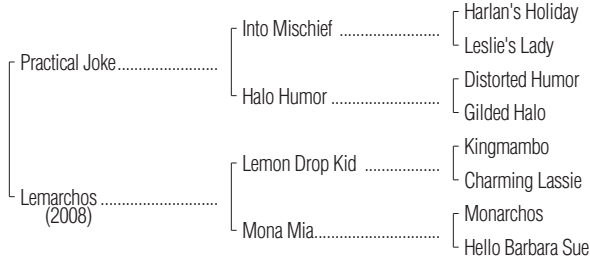 Harlan's Holiday
Into Mischief ....................
Leslie's Lady
Practical Joke.........................
Distorted Humor
Halo Humor .....................
Gilded Halo
Kingmambo
Lemon Drop Kid ...............
Charming Lassie
Lemarchos .............................
(2008)
Monarchos
Mona Mia........................
Hello Barbara Sue